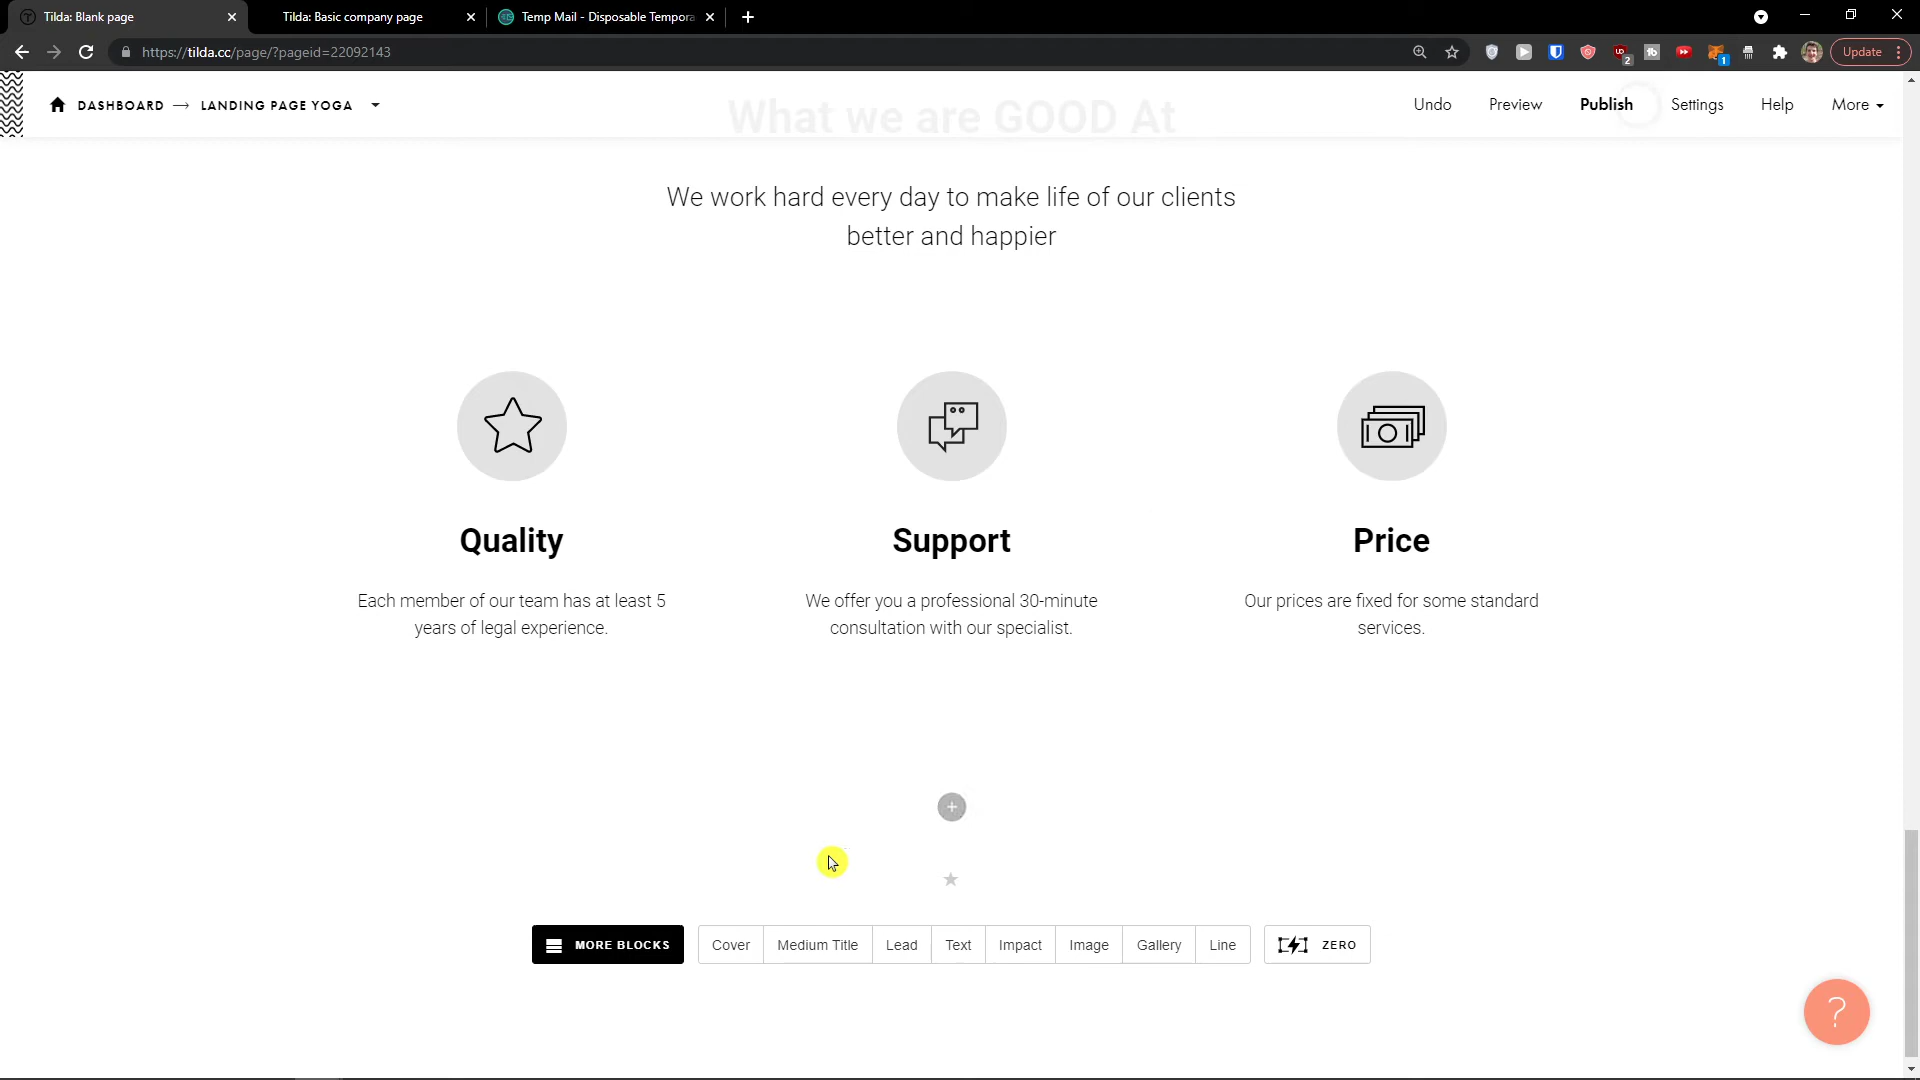 Tilda: Blank page
Tilda: Basic company page
Temp Mail - Disposable Tempora
https://tilda.cc/page/?pageid=22092143
Update
DASHBOARD → LANDING PAGE YOGA
Undo
Preview
Publish
Settings
Help
More
What we are GOOD At
We work hard every day to make life of our clients
better and happier
Quality
Each member of our team has at least 5
years of legal experience.
Support
We offer you a professional 30-minute
consultation with our specialist.
Price
Our prices are fixed for some standard
services.
MORE BLOCKS
Cover
Medium Title
Lead
Text
Impact
Image
Gallery
Line
ZERO
?